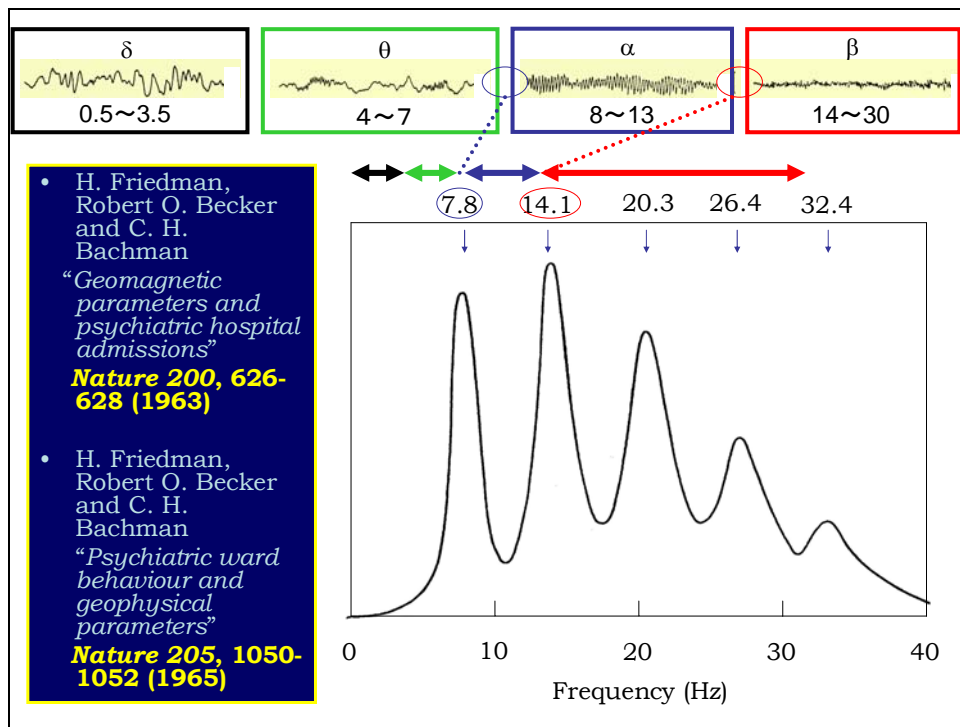 δ
0.5～3.5
θ
4～7
α
8～13
β
14～30
• H. Friedman,
Robert O. Becker
and C. H.
Bachman
“Geomagnetic
parameters and
psychiatric hospital
admissions”
Nature 200, 626-
628 (1963)
• H. Friedman,
Robert O. Becker
and C. H.
Bachman
“Psychiatric ward
behaviour and
geophysical
parameters”
Nature 205, 1050-
1052 (1965)
7.8 14.1 20.3 26.4 32.4
0 10 20 30 40
Frequency (Hz)